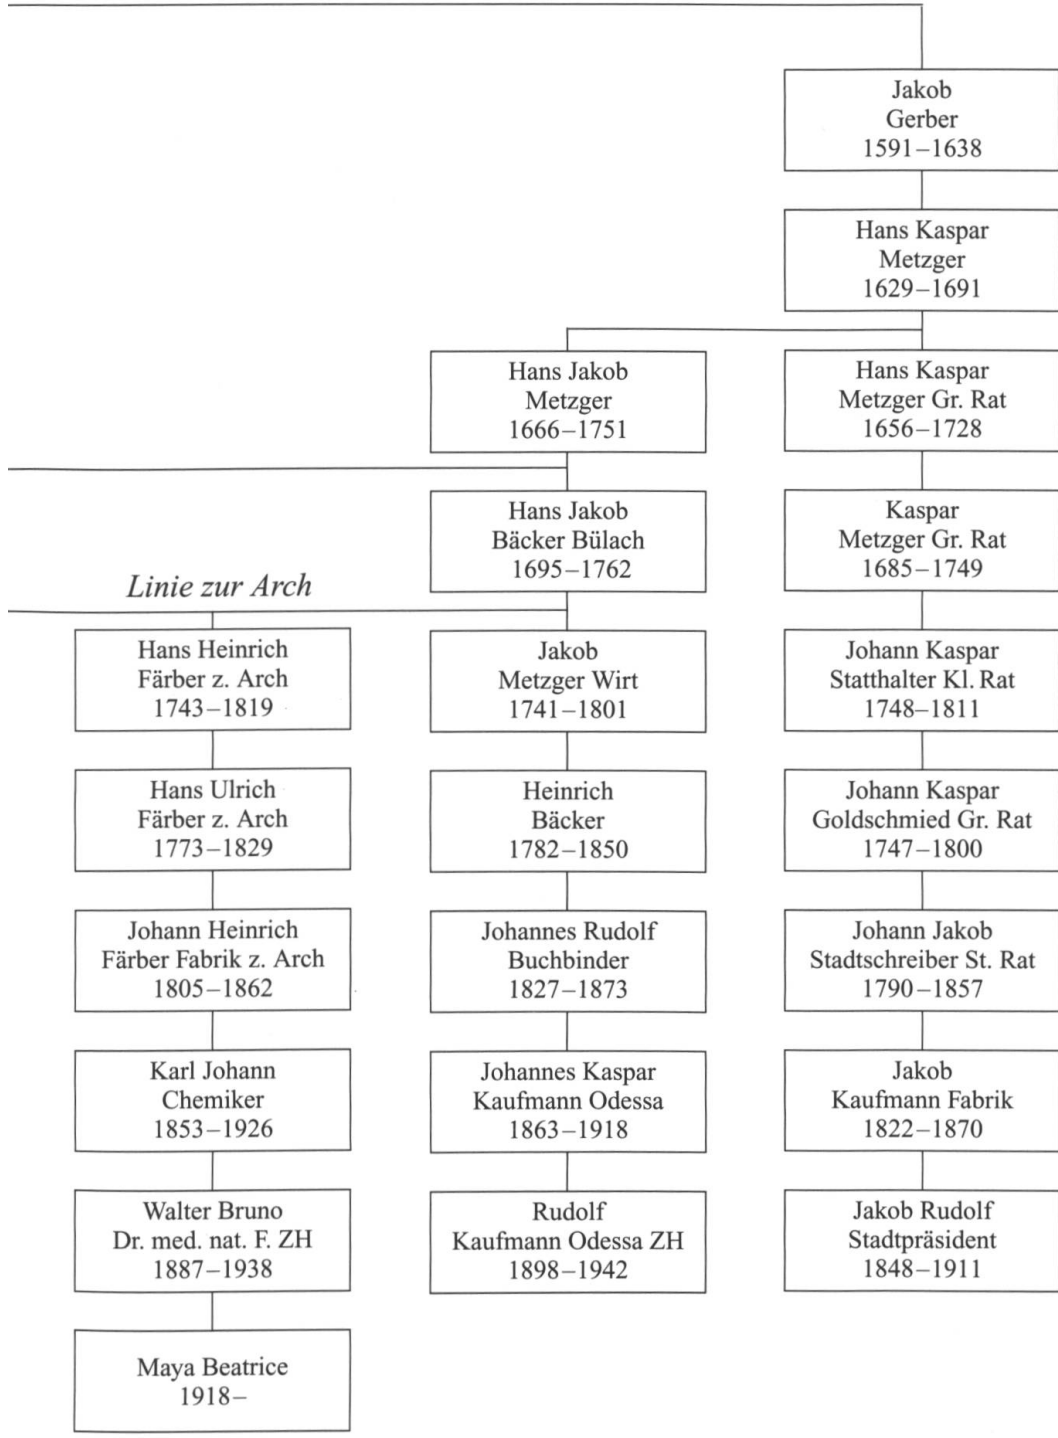 Jakob
Gerber
1591–1638
Hans Kaspar
Metzger
1629–1691
Hans Jakob
Metzger
1666–1751
Hans Kaspar
Metzger Gr. Rat
1656–1728
Hans Jakob
Bäcker Bülach
1695–1762
Kaspar
Metzger Gr. Rat
1685–1749
Linie zur Arch
Hans Heinrich
Färber z. Arch
1743–1819
Jakob
Metzger Wirt
1741–1801
Johann Kaspar
Statthalter Kl. Rat
1748–1811
Hans Ulrich
Färber z. Arch
1773–1829
Heinrich
Bäcker
1782–1850
Johann Kaspar
Goldschmied Gr. Rat
1747–1800
Johann Heinrich
Färber Fabrik z. Arch
1805–1862
Johannes Rudolf
Buchbinder
1827–1873
Johann Jakob
Stadtschreiber St. Rat
1790–1857
Karl Johann
Chemiker
1853–1926
Johannes Kaspar
Kaufmann Odessa
1863–1918
Jakob
Kaufmann Fabrik
1822–1870
Walter Bruno
Dr. med. nat. F. ZH
1887–1938
Rudolf
Kaufmann Odessa ZH
1898–1942
Jakob Rudolf
Stadtpräsident
1848–1911
Maya Beatrice
1918–